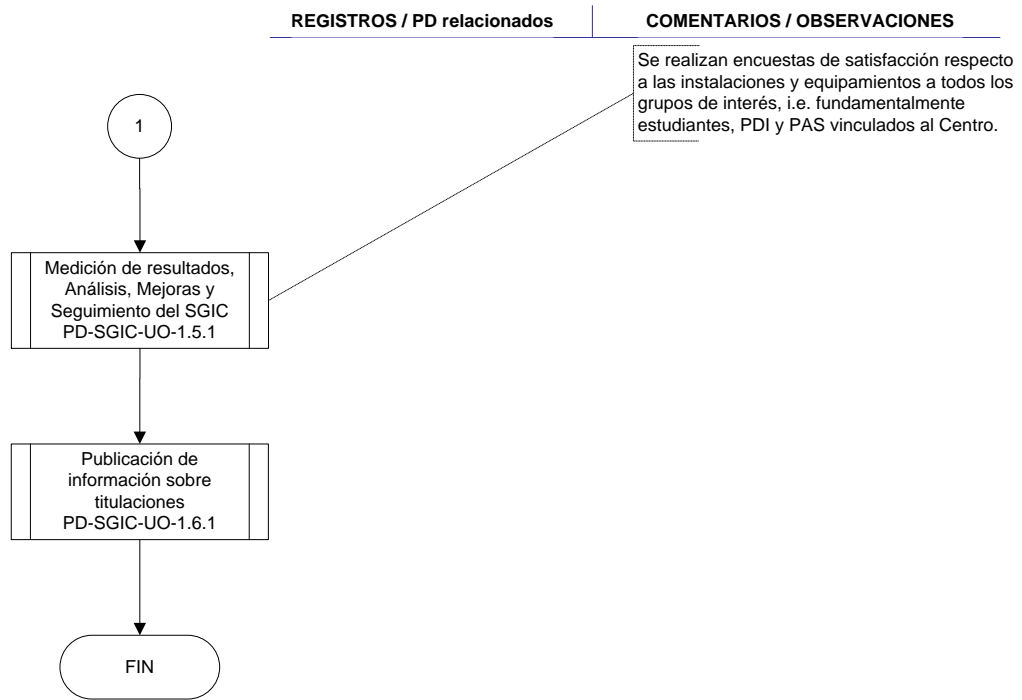 REGISTROS / PD relacionados
COMENTARIOS / OBSERVACIONES
Se realizan encuestas de satisfacción respecto
a las instalaciones y equipamientos a todos los
grupos de interés, i.e. fundamentalmente
estudiantes, PDI y PAS vinculados al Centro.
1
Medición de resultados,
Análisis, Mejoras y
Seguimiento del SGIC
PD-SGIC-UO-1.5.1
Publicación de
información sobre
titulaciones
PD-SGIC-UO-1.6.1
FIN